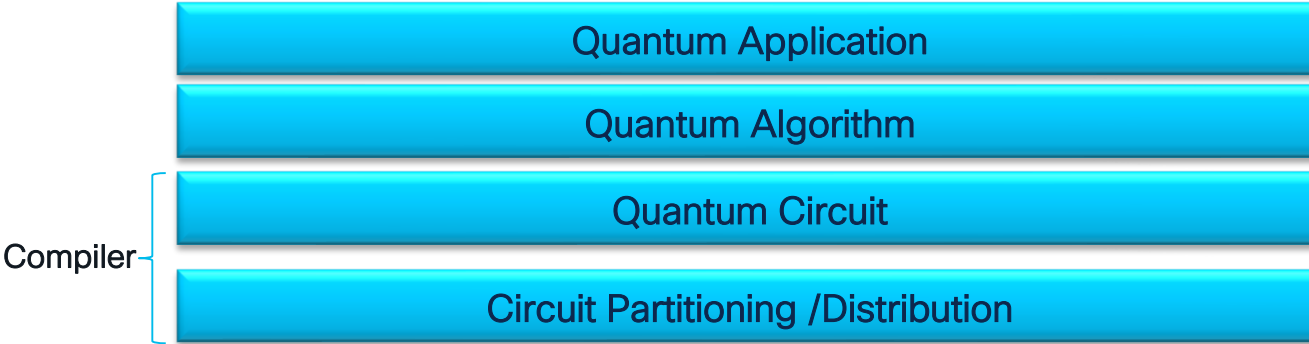 Quantum Application
Quantum Algorithm
Quantum Circuit
Compiler
Circuit Partitioning /Distribution